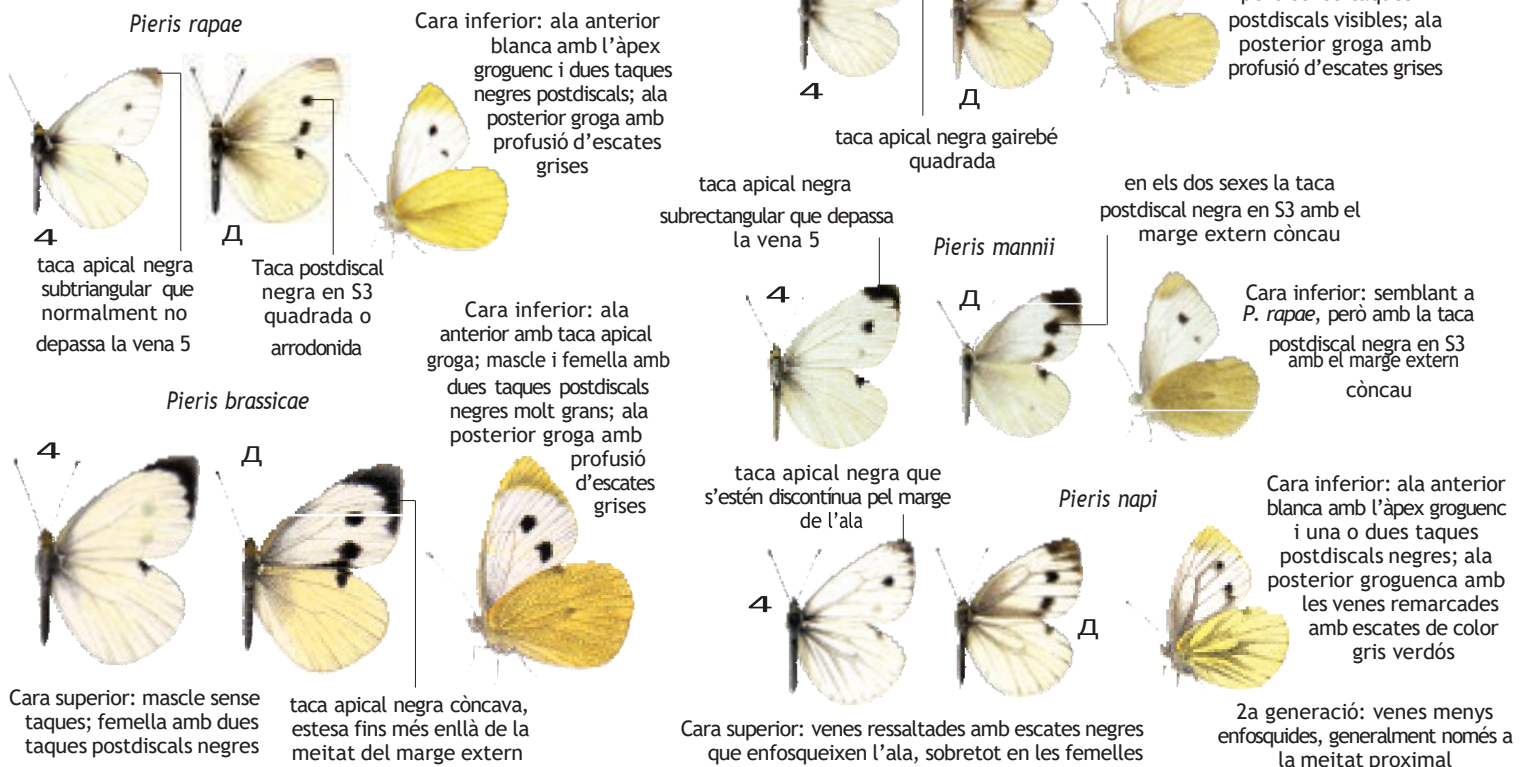 Pieris rapae
Cara inferior: ala anterior
blanca amb l'àpex
groguenc i dues taques
negres postdiscals; ala
posterior groga amb
profusió d'escates
grises
4
Д
taca apical negra
subtriangular que
normalment no
depassa la vena 5
Taca postdiscal
negra en S3
quadrada o
arrodonida
Pieris brassicae
Cara inferior: ala
anterior amb taca apical
groga; mascle i femella amb
dues taques postdiscals
negres molt grans; ala
posterior groga amb
profusió
d'escates
grises
4
Д
Cara superior: mascle sense
taques; femella amb dues
taques postdiscals negres
taca apical negra còncava,
estesa fins més enllà de la
meitat del marge extern
postdiscals visibles; ala
posterior groga amb
profusió d'escates grises
4
Д
taca apical negra gairebé
quadrada
taca apical negra
subrectangular que depassa
la vena 5
Pieris mannii
en els dos sexes la taca
postdiscal negra en S3 amb el
marge extern còncau
4
Д
Cara inferior: semblant a
P. rapae, però amb la taca
postdiscal negra en S3
amb el marge extern
còncau
taca apical negra que
s'estén discontínua pel marge
de l'ala
Pieris napi
4
Д
Cara inferior: ala anterior
blanca amb l'àpex groguenc
i una o dues taques
postdiscals negres; ala
posterior groguenca amb
les venes remarcades
amb escates de color
gris verdós
Cara superior: venes ressaltades amb escates negres
que enfosqueixen l'ala, sobretot en les femelles
2a generació: venes menys
enfosquides, generalment només a
la meitat proximal